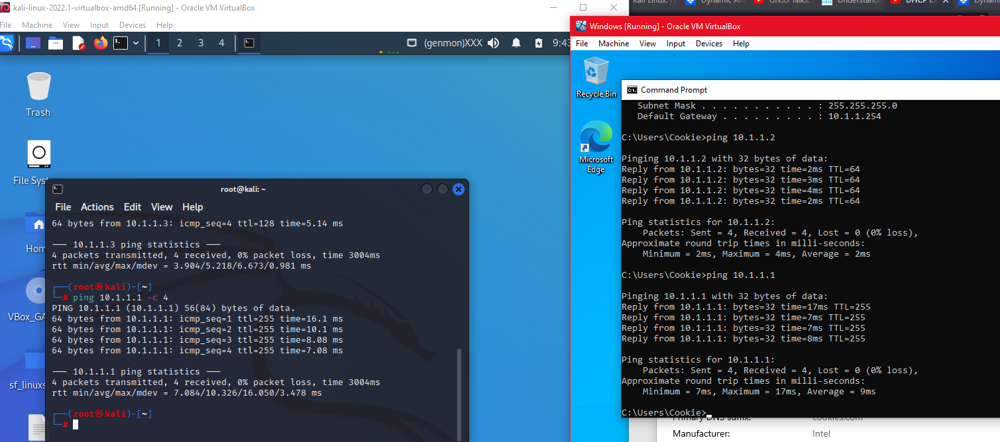 kali-linux-2022.1-virtualbox-amd64 [Running] - Oracle VM VirtualBox
File Machine View Input Devices Help
1 2 3 4 (genmon)XXX 9:43
Trash
File Sys
Hom
VBox_GA
sf_linuxs
root@kali: ~
File Actions Edit View Help
64 bytes from 10.1.1.3: icmp_seq=4 ttl=128 time=5.14 ms
--- 10.1.1.3 ping statistics ---
4 packets transmitted, 4 received, 0% packet loss, time 3004ms
rtt min/avg/max/mdev = 3.904/5.218/6.673/0.981 ms
┌──(root㉿kali)-[~]
└─# ping 10.1.1.1 -c 4
PING 10.1.1.1 (10.1.1.1) 56(84) bytes of data.
64 bytes from 10.1.1.1: icmp_seq=1 ttl=255 time=16.1 ms
64 bytes from 10.1.1.1: icmp_seq=2 ttl=255 time=10.1 ms
64 bytes from 10.1.1.1: icmp_seq=3 ttl=255 time=8.08 ms
64 bytes from 10.1.1.1: icmp_seq=4 ttl=255 time=7.08 ms
--- 10.1.1.1 ping statistics ---
4 packets transmitted, 4 received, 0% packet loss, time 3004ms
rtt min/avg/max/mdev = 7.084/10.326/16.050/3.478 ms
┌──(root㉿kali)-[~]
└─#
Windows [Running] - Oracle VM VirtualBox
File Machine View Input Devices Help
Recycle Bin
Microsoft
Edge
Command Prompt
Subnet Mask . . . . . . . . . . . : 255.255.255.0
Default Gateway . . . . . . . . . : 10.1.1.254
C:\Users\Cookie>ping 10.1.1.2
Pinging 10.1.1.2 with 32 bytes of data:
Reply from 10.1.1.2: bytes=32 time=2ms TTL=64
Reply from 10.1.1.2: bytes=32 time=3ms TTL=64
Reply from 10.1.1.2: bytes=32 time=4ms TTL=64
Reply from 10.1.1.2: bytes=32 time=2ms TTL=64
Ping statistics for 10.1.1.2:
Packets: Sent = 4, Received = 4, Lost = 0 (0% loss),
Approximate round trip times in milli-seconds:
Minimum = 2ms, Maximum = 4ms, Average = 2ms
C:\Users\Cookie>ping 10.1.1.1
Pinging 10.1.1.1 with 32 bytes of data:
Reply from 10.1.1.1: bytes=32 time=17ms TTL=255
Reply from 10.1.1.1: bytes=32 time=7ms TTL=255
Reply from 10.1.1.1: bytes=32 time=7ms TTL=255
Reply from 10.1.1.1: bytes=32 time=8ms TTL=255
Ping statistics for 10.1.1.1:
Packets: Sent = 4, Received = 4, Lost = 0 (0% loss),
Approximate round trip times in milli-seconds:
Minimum = 7ms, Maximum = 17ms, Average = 9ms
C:\Users\Cookie>
Primary DNS suffix: cookies.com
Manufacturer: Intel